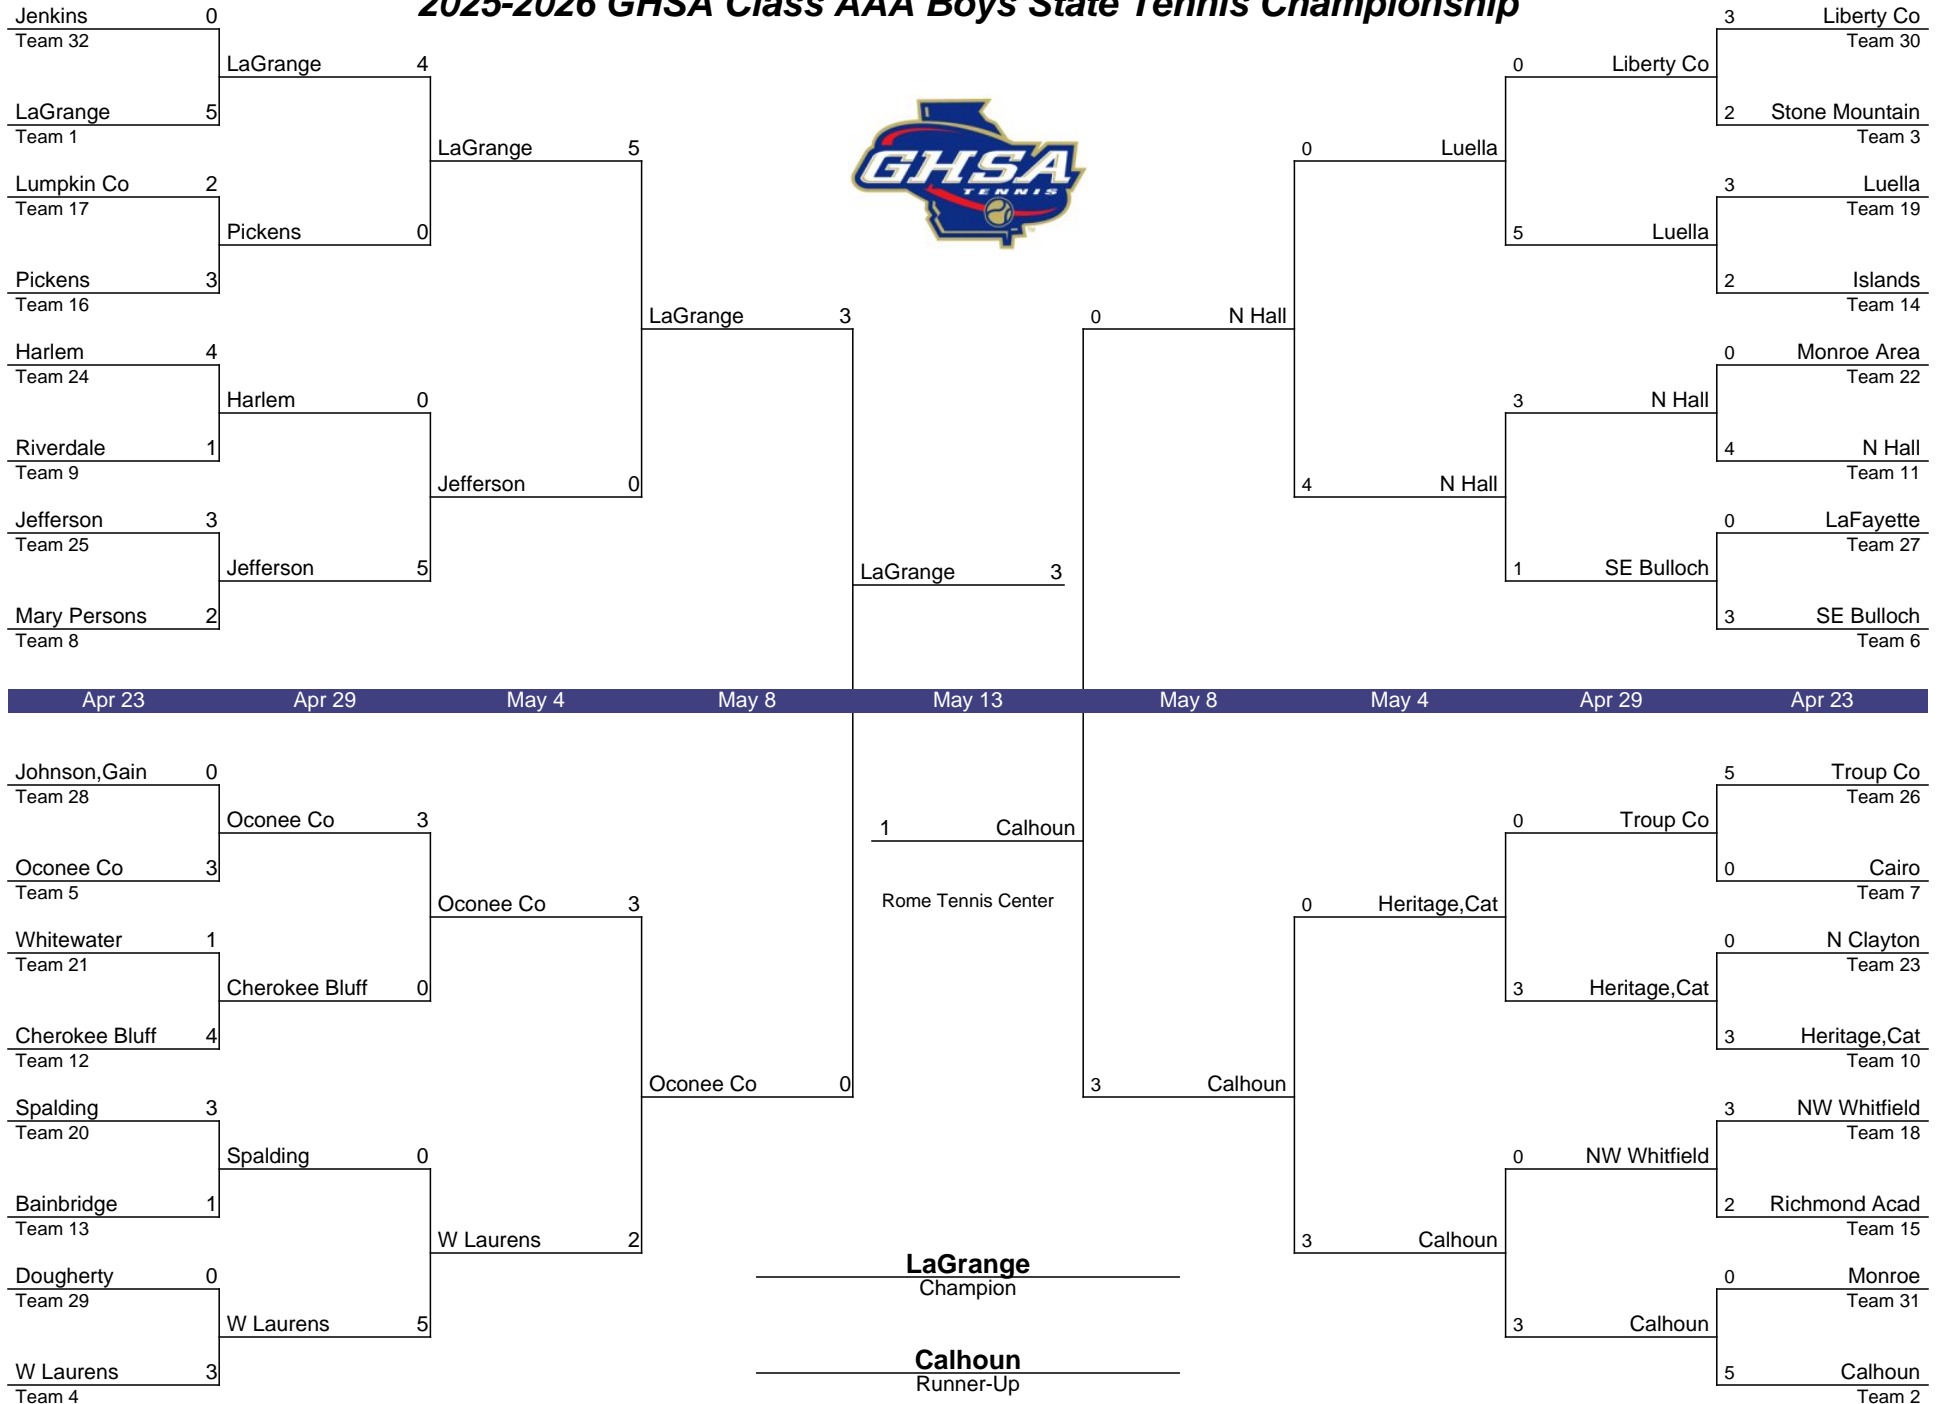 2025-2026 GHSA Class AAA Boys State Tennis Championship
Jenkins 0
Team 32
LaGrange 5
Team 1
Lumpkin Co 2
Team 17
Pickens 3
Team 16
Harlem 4
Team 24
Riverdale 1
Team 9
Jefferson 3
Team 25
Mary Persons 2
Team 8
LaGrange 4
Pickens 0
Harlem 0
Jefferson 5
LaGrange 5
Jefferson 0
LaGrange 3
LaGrange 3
GHSA
TENNIS
0 N Hall
0 Luella
4 N Hall
0 Liberty Co
5 Luella
3 N Hall
1 SE Bulloch
3 Liberty Co
Team 30
2 Stone Mountain
Team 3
3 Luella
Team 19
2 Islands
Team 14
0 Monroe Area
Team 22
4 N Hall
Team 11
0 LaFayette
Team 27
3 SE Bulloch
Team 6
Apr 23 Apr 29 May 4 May 8 May 13 May 8 May 4 Apr 29 Apr 23
Johnson,Gain 0
Team 28
Oconee Co 3
Team 5
Whitewater 1
Team 21
Cherokee Bluff 4
Team 12
Spalding 3
Team 20
Bainbridge 1
Team 13
Dougherty 0
Team 29
W Laurens 3
Team 4
Oconee Co 3
Cherokee Bluff 0
Spalding 0
W Laurens 5
Oconee Co 3
W Laurens 2
Oconee Co 0
1 Calhoun
Rome Tennis Center
3 Calhoun
0 Heritage,Cat
3 Calhoun
0 Troup Co
3 Heritage,Cat
0 NW Whitfield
3 Calhoun
5 Troup Co
Team 26
0 Cairo
Team 7
0 N Clayton
Team 23
3 Heritage,Cat
Team 10
3 NW Whitfield
Team 18
2 Richmond Acad
Team 15
0 Monroe
Team 31
5 Calhoun
Team 2
LaGrange
Champion
Calhoun
Runner-Up